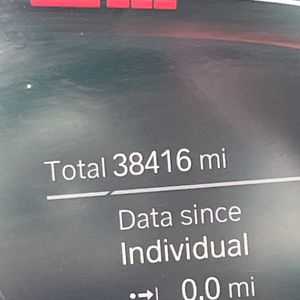 Total 38416 mi
Data since
Individual
0.0 mi